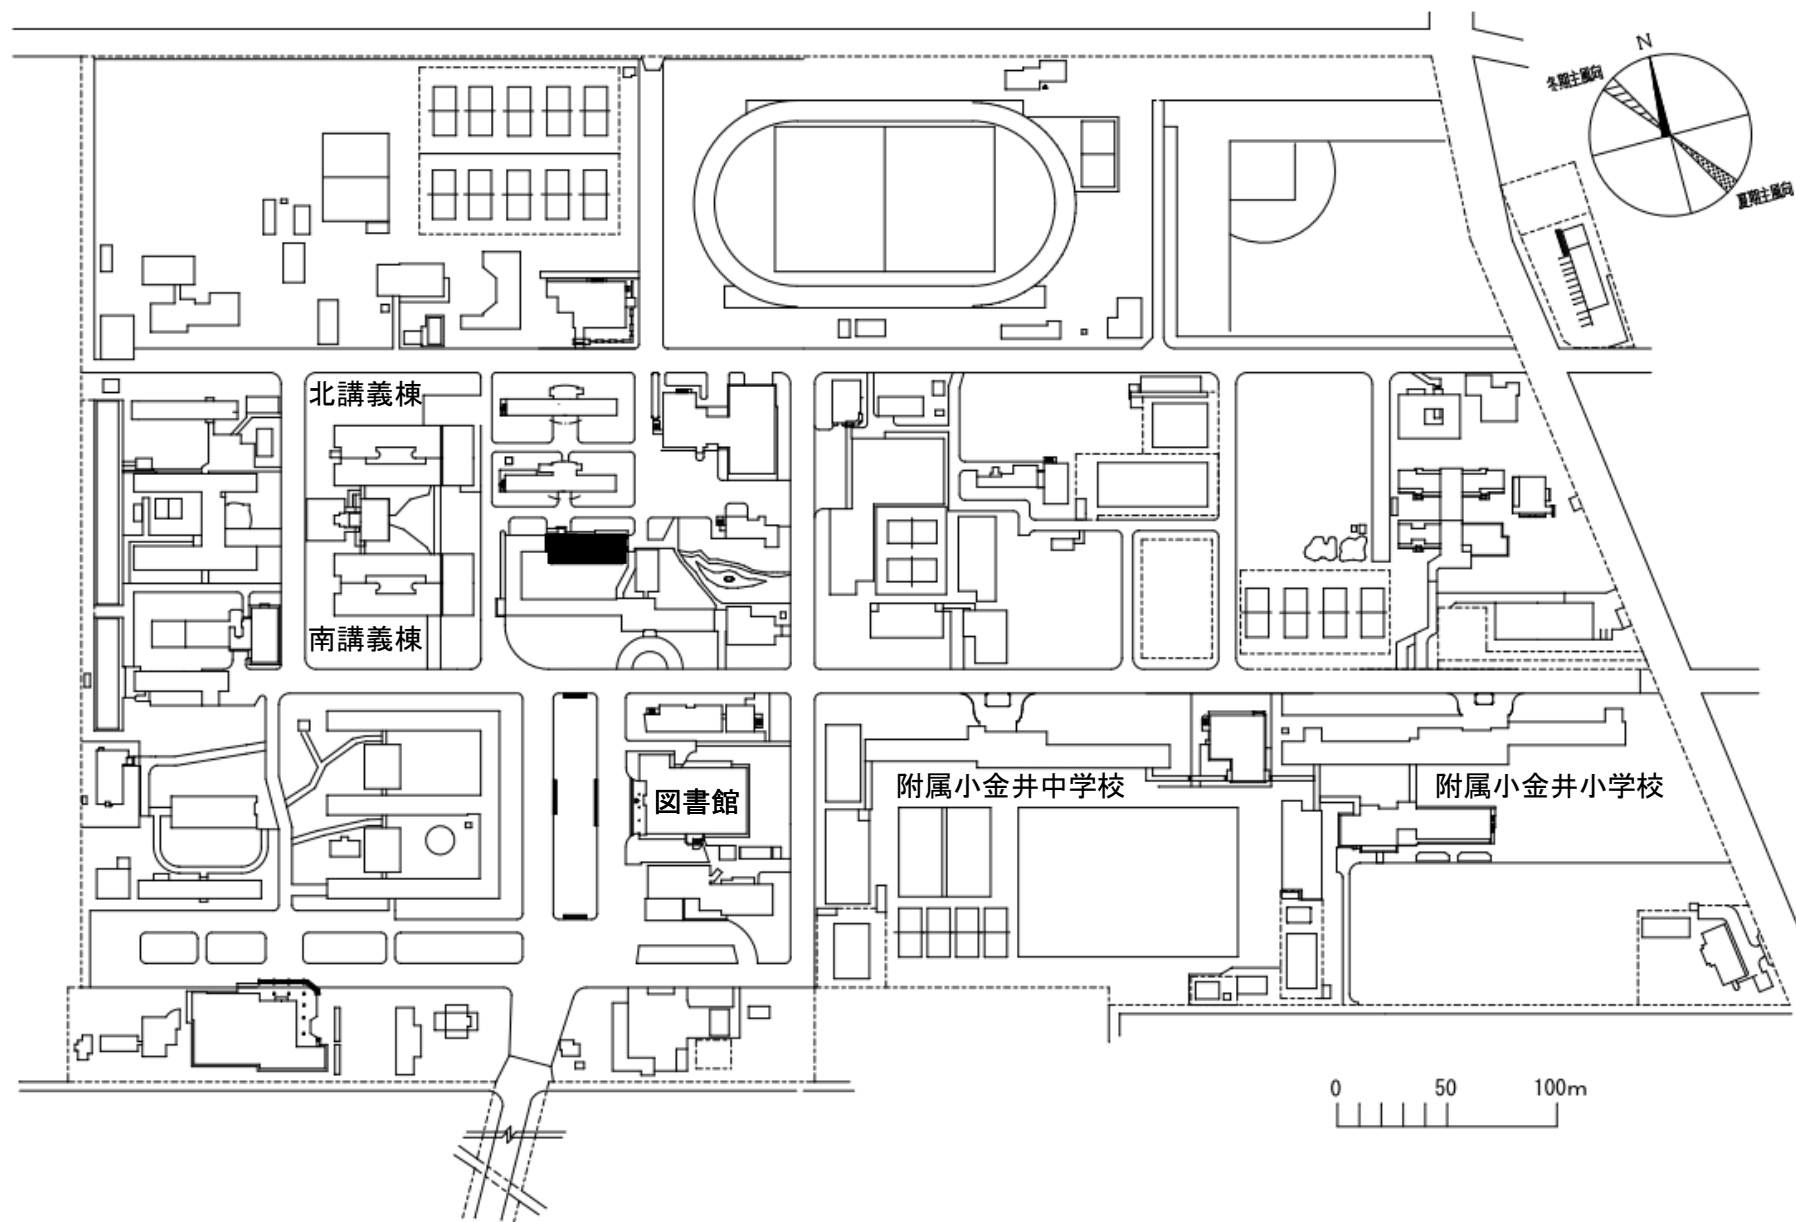 N
冬期主風向
夏期主風向
北講義棟
南講義棟
図書館
附属小金井中学校
附属小金井小学校
0 50 100m